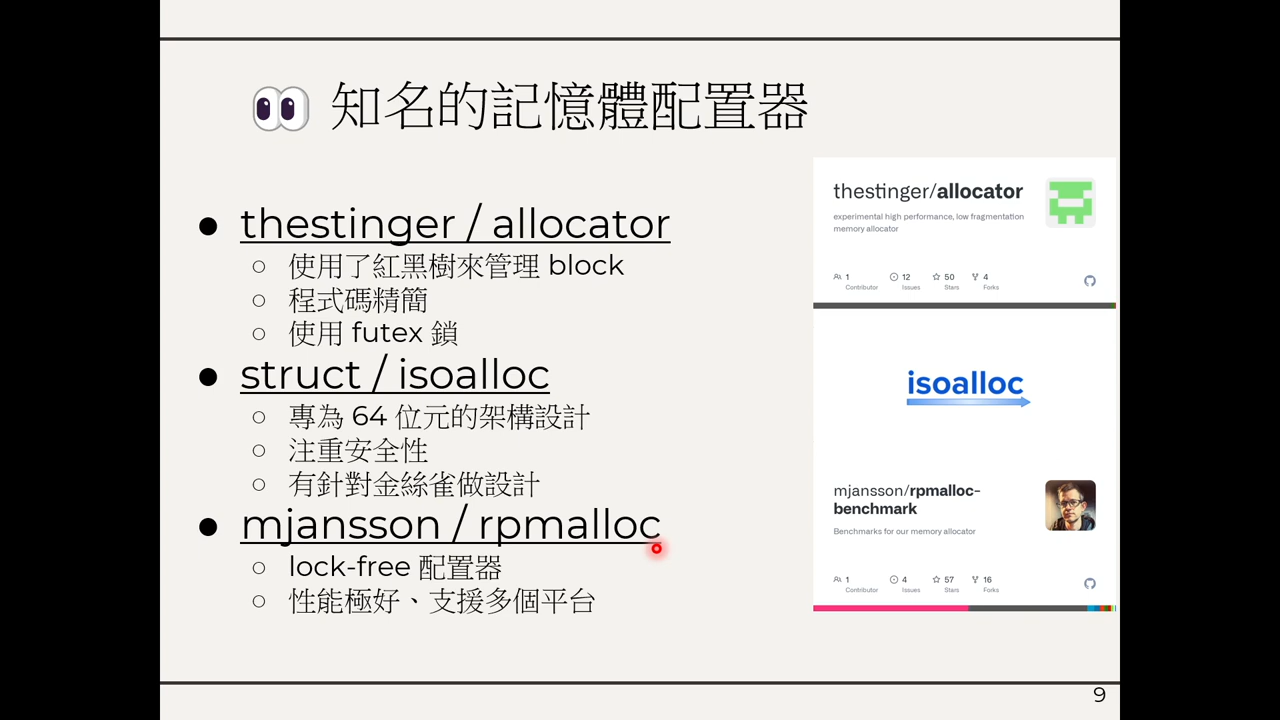 👀 知名的記憶體配置器
● thestinger / allocator
○ 使用了紅黑樹來管理 block
○ 程式碼精簡
○ 使用 futex 鎖
● struct / isoalloc
○ 專為 64 位元的架構設計
○ 注重安全性
○ 有針對金絲雀做設計
● mjansson / rpmalloc
○ lock-free 配置器
○ 性能極好、支援多個平台
thestinger/allocator
experimental high performance, low fragmentation
memory allocator
1 12 50 4
Contributor Issues Stars Forks
isoalloc
mjansson/rpmalloc-
benchmark
Benchmarks for our memory allocator
1 4 57 16
Contributor Issues Stars Forks
9